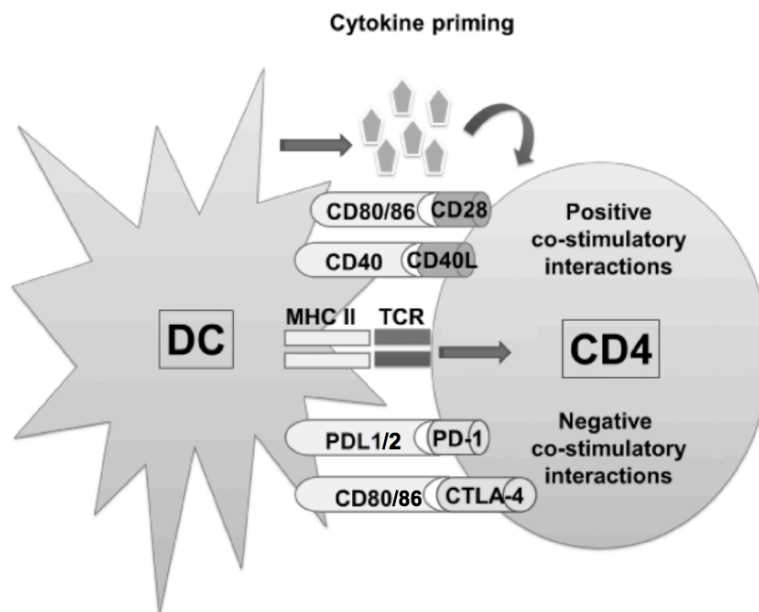 Cytokine priming
CD80/86 CD28
CD40 CD40L
Positive
co-stimulatory
interactions
MHC II TCR
DC
CD4
PDL1/2 PD-1
CD80/86 CTLA-4
Negative
co-stimulatory
interactions